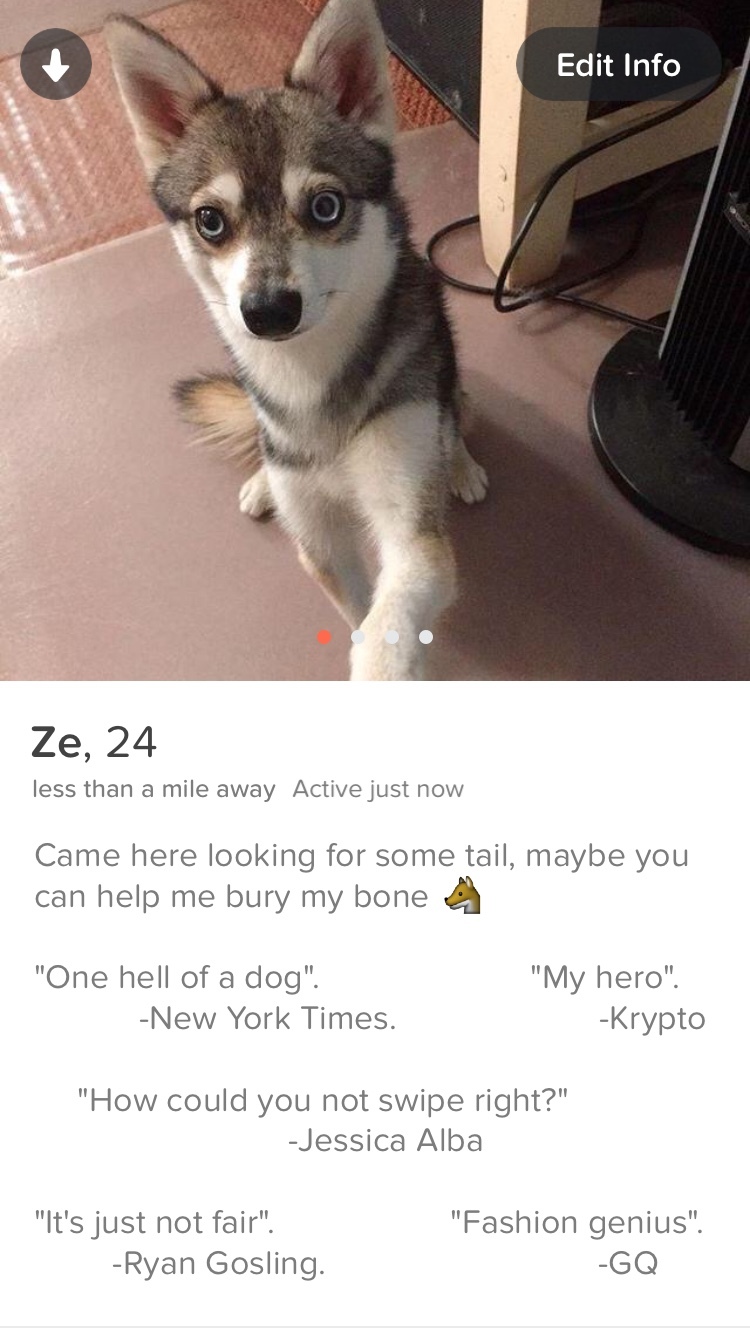 Edit Info
Ze, 24
less than a mile away Active just now
Came here looking for some tail, maybe you
can help me bury my bone 🐺
"One hell of a dog". "My hero".
-New York Times. -Krypto
"How could you not swipe right?"
-Jessica Alba
"It's just not fair". "Fashion genius".
-Ryan Gosling. -GQ